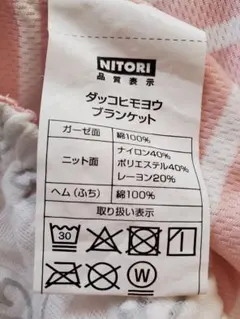 NITORI
品質表示
ダッコヒモヨウ
ブランケット
ガーゼ面 綿100%
ニット面 ナイロン40%
ポリエステル40%
レーヨン20%
ヘム(ふち) 綿100%
取り扱い表示
30
W